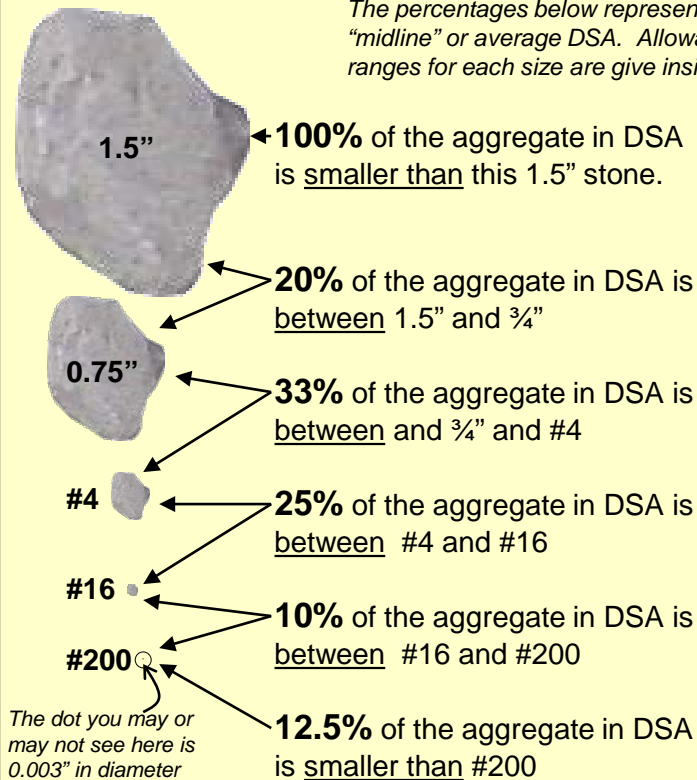 The percentages below represen
“midline” or average DSA. Allowa
ranges for each size are give insi
1.5”
100% of the aggregate in DSA
is smaller than this 1.5” stone.
20% of the aggregate in DSA is
between 1.5” and ¾”
0.75”
33% of the aggregate in DSA is
between and ¾” and #4
#4
25% of the aggregate in DSA is
between #4 and #16
#16
10% of the aggregate in DSA is
between #16 and #200
#200
The dot you may or
may not see here is
0.003” in diameter
12.5% of the aggregate in DSA
is smaller than #200